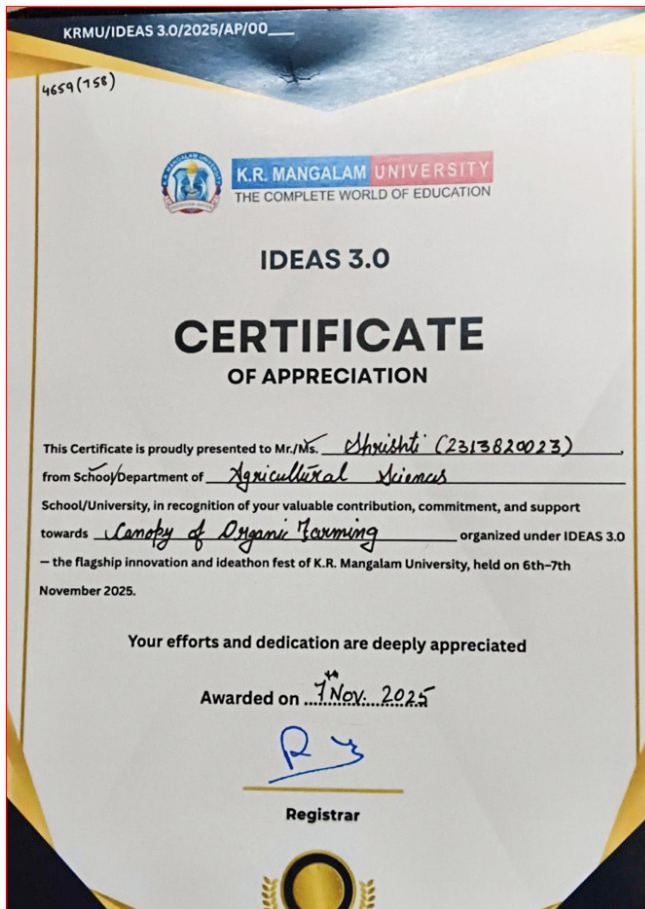 KRMU/IDEAS 3.0/2025/AP/00___
4659(758)
K.R. MANGALAM UNIVERSITY
THE COMPLETE WORLD OF EDUCATION
IDEAS 3.0
CERTIFICATE
OF APPRECIATION
This Certificate is proudly presented to Mr./Ms. Shrishti (2313820023),
from School/Department of Agricultural Sciences
School/University, in recognition of your valuable contribution, commitment, and support
towards Canopy of Organic Farming organized under IDEAS 3.0
– the flagship innovation and ideathon fest of K.R. Mangalam University, held on 6th–7th
November 2025.
Your efforts and dedication are deeply appreciated
Awarded on 7th Nov. 2025
Registrar